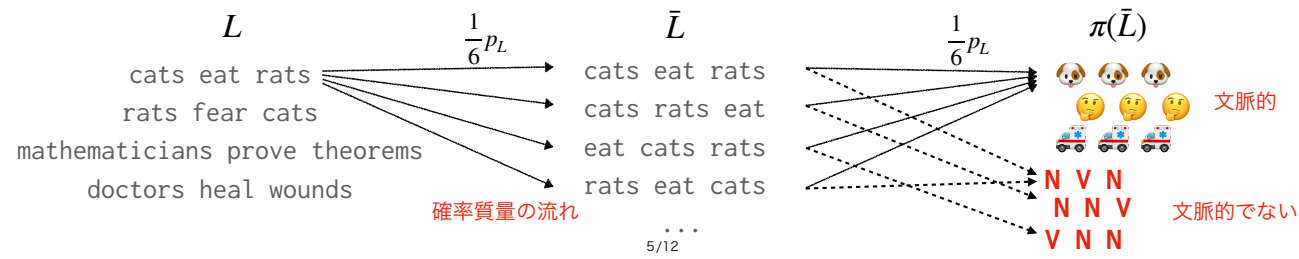 L 1/6 p_L L̄ 1/6 p_L π(L̄)
cats eat rats cats eat rats 🐶 🐶 🐶
rats fear cats cats rats eat 🤔 🤔 🤔 文脈的
mathematicians prove theorems eat cats rats 🚑 🚑 🚑
doctors heal wounds rats eat cats N V N
確率質量の流れ ... N N V 文脈的でない
5/12 V N N